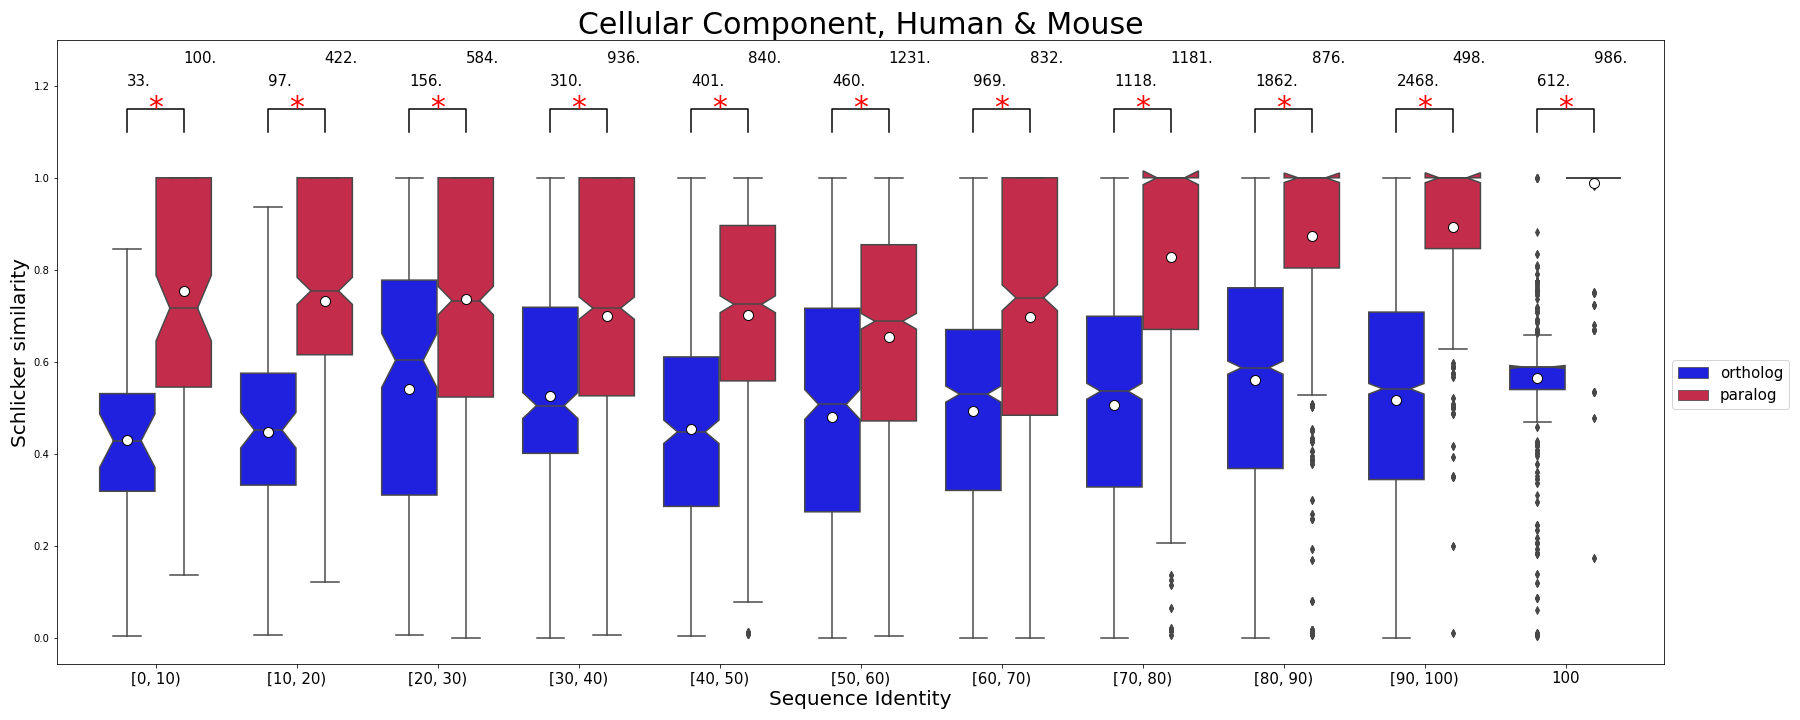 Cellular Component, Human & Mouse
100. 422. 584. 936. 840. 1231. 832. 1181. 876. 498. 986.
33. 97. 156. 310. 401. 460. 969. 1118. 1862. 2468. 612.
* * * * * * * * * * *
1.2
1.0
0.8
0.6
0.4
0.2
0.0
Schlicker similarity
ortholog
paralog
[0, 10) [10, 20) [20, 30) [30, 40) [40, 50) [50, 60) [60, 70) [70, 80) [80, 90) [90, 100) 100
Sequence Identity